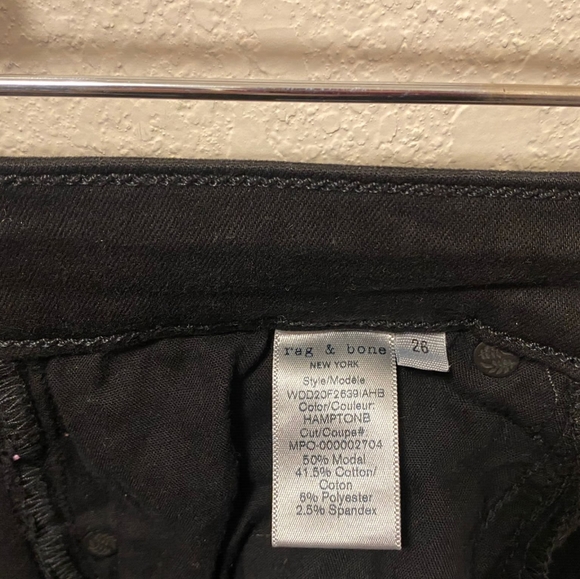 rag & bone
26
NEW YORK
Style/Modèle
WDD20F2639IAHB
Color/Couleur:
HAMPTONB
Cut/Coupe#
MPO-000002704
50% Modal
41.5% Cotton/
Coton
6% Polyester
2.5% Spandex